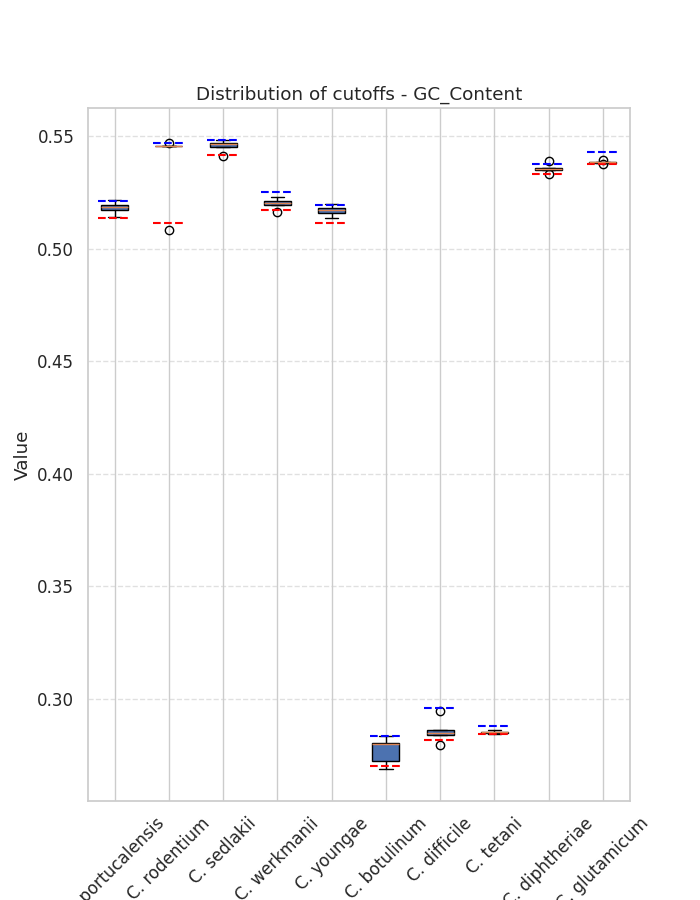 Distribution of cutoffs - GC_Content
Value
0.55
0.50
0.45
0.40
0.35
0.30
portucalensis
C. rodentium
C. sedlakii
C. werkmanii
C. youngae
C. botulinum
C. difficile
C. tetani
C. diphtheriae
C. glutamicum